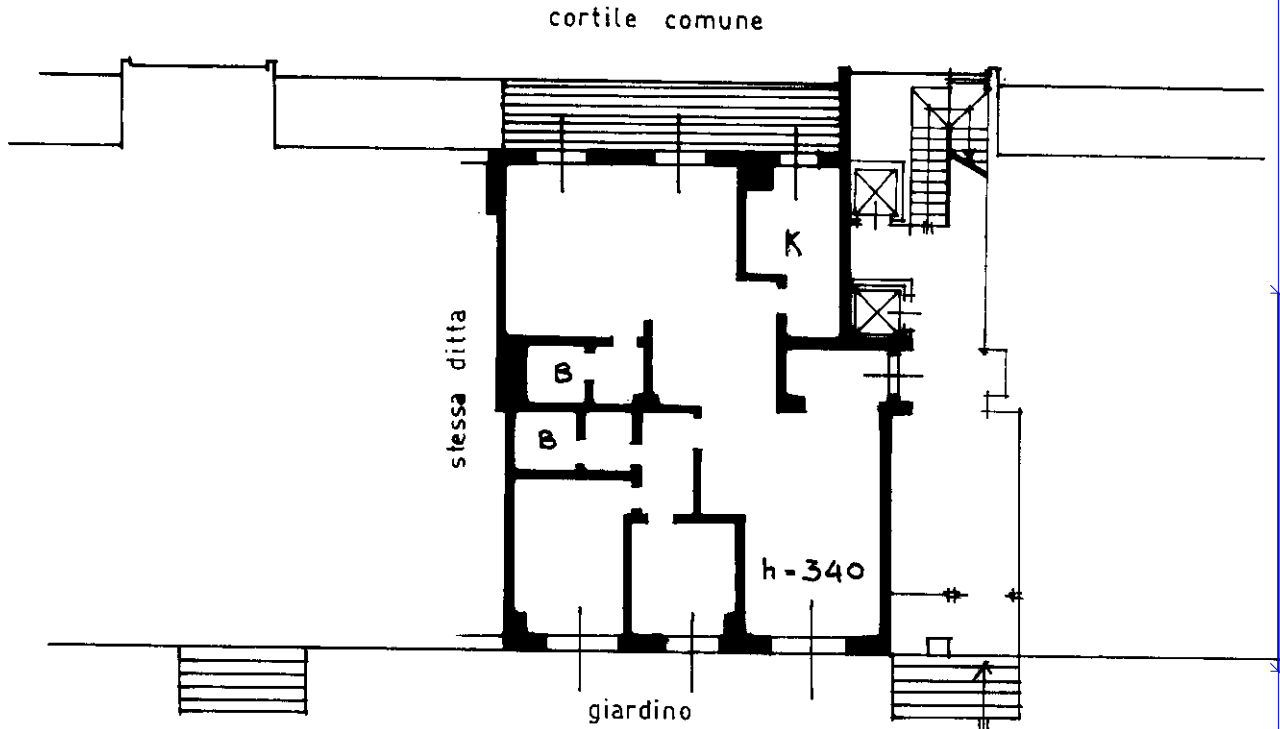 cortile comune
K
stessa ditta
B
B
h-340
giardino